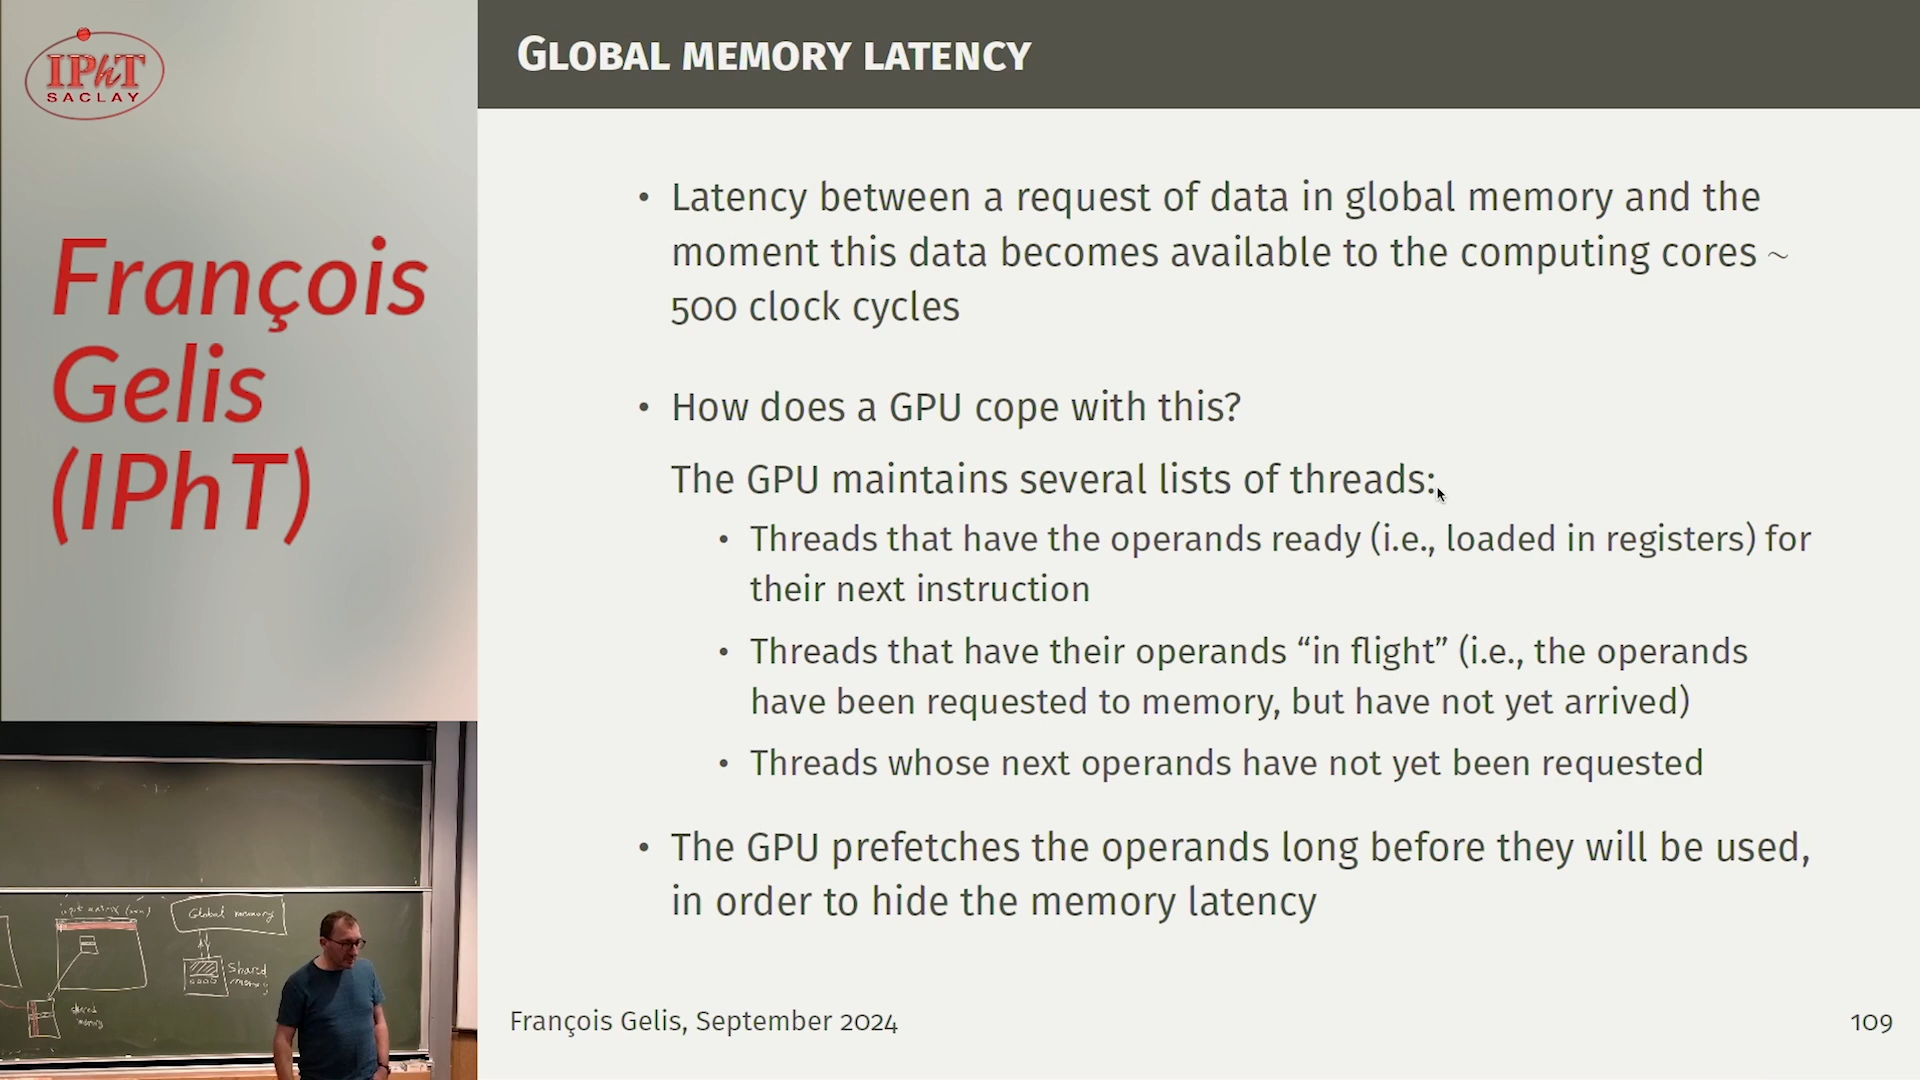 IPhT
SACLAY
François
Gelis
(IPhT)
GLOBAL MEMORY LATENCY
• Latency between a request of data in global memory and the
moment this data becomes available to the computing cores ~
500 clock cycles
• How does a GPU cope with this?
The GPU maintains several lists of threads:
• Threads that have the operands ready (i.e., loaded in registers) for
their next instruction
• Threads that have their operands “in flight” (i.e., the operands
have been requested to memory, but have not yet arrived)
• Threads whose next operands have not yet been requested
• The GPU prefetches the operands long before they will be used,
in order to hide the memory latency
François Gelis, September 2024
109
input matrix
Global memory
Shared
memory
shared
memory